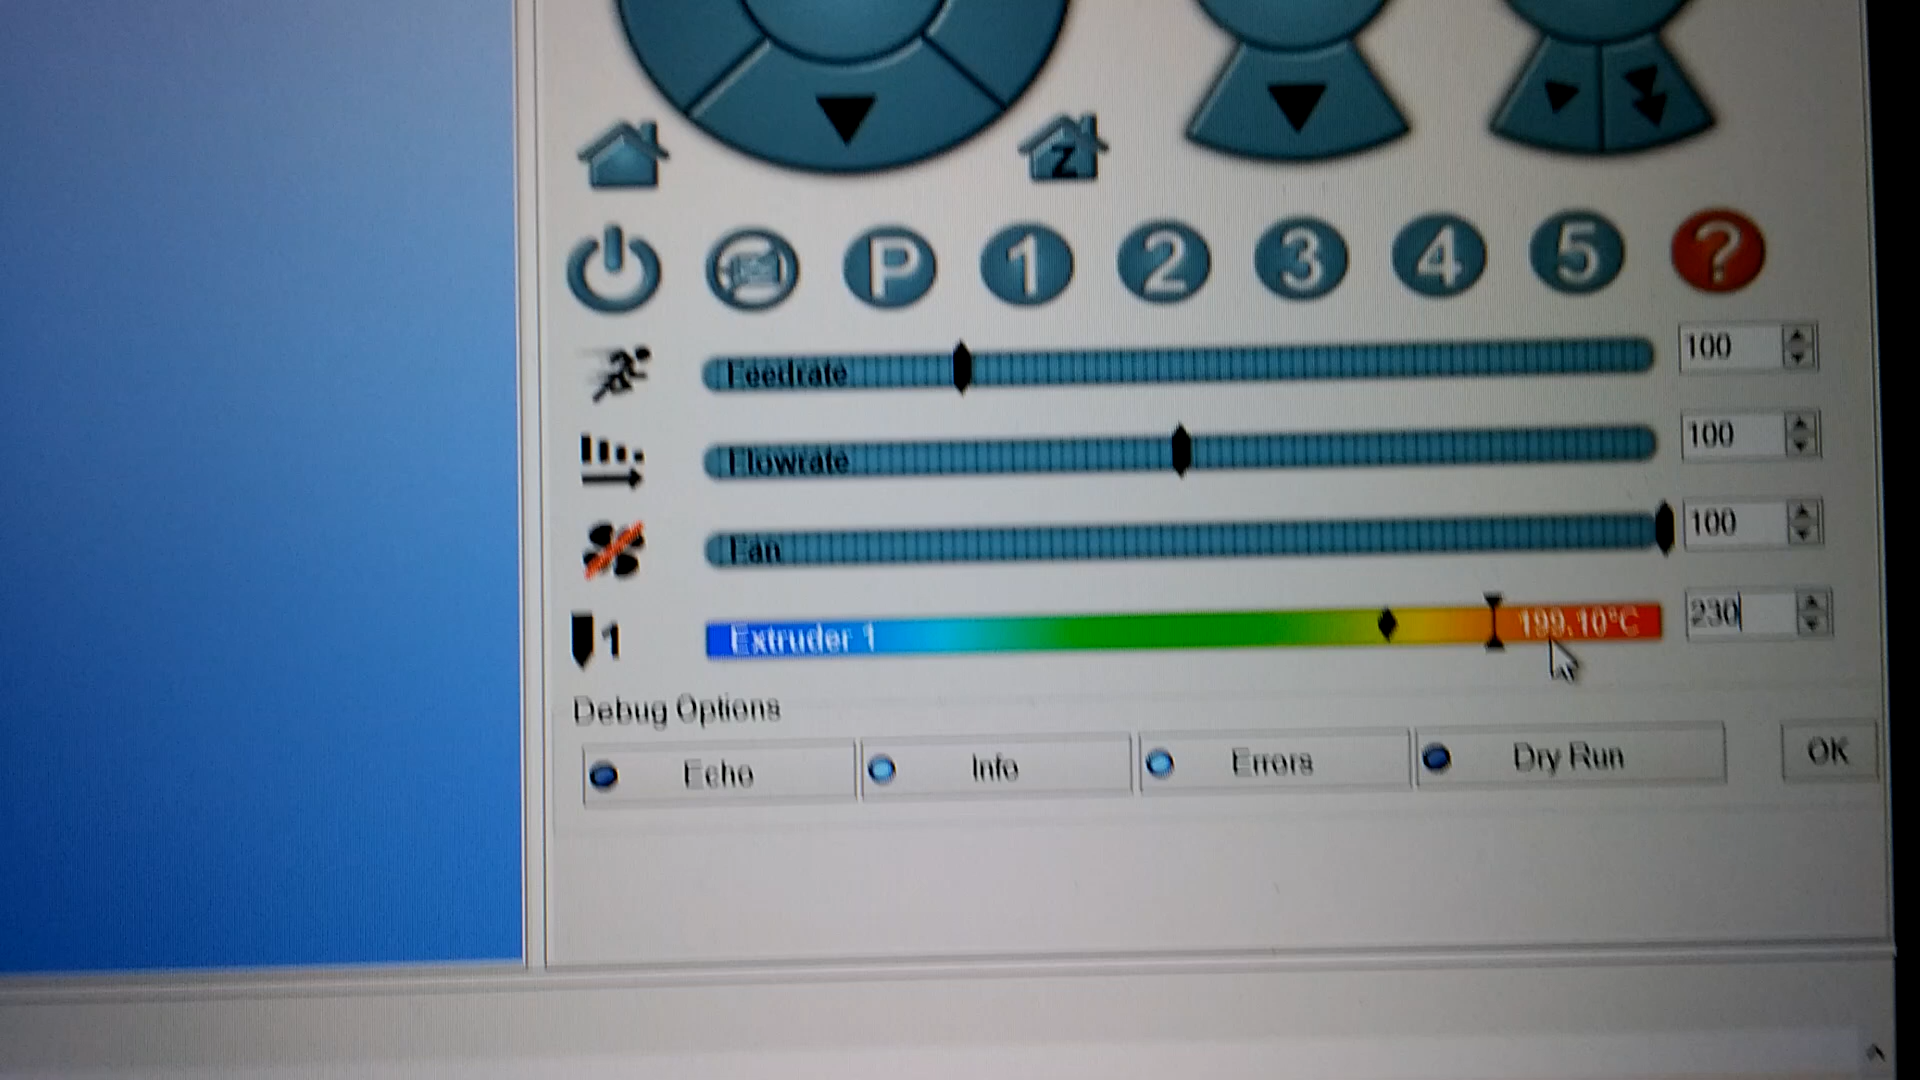 Z
P 1 2 3 4 5 ?
Feedrate 100
Flowrate 100
Fan 100
1 Extruder 1 199.10°C 230
Debug Options
Echo Info Errors Dry Run OK